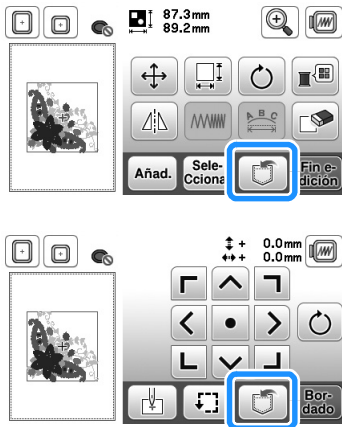 87.3mm
89.2mm
A B C
Añad.
Sele-
Cciona
Fin e-
dición
+ 0.0mm
+ 0.0mm
Bor-
dado